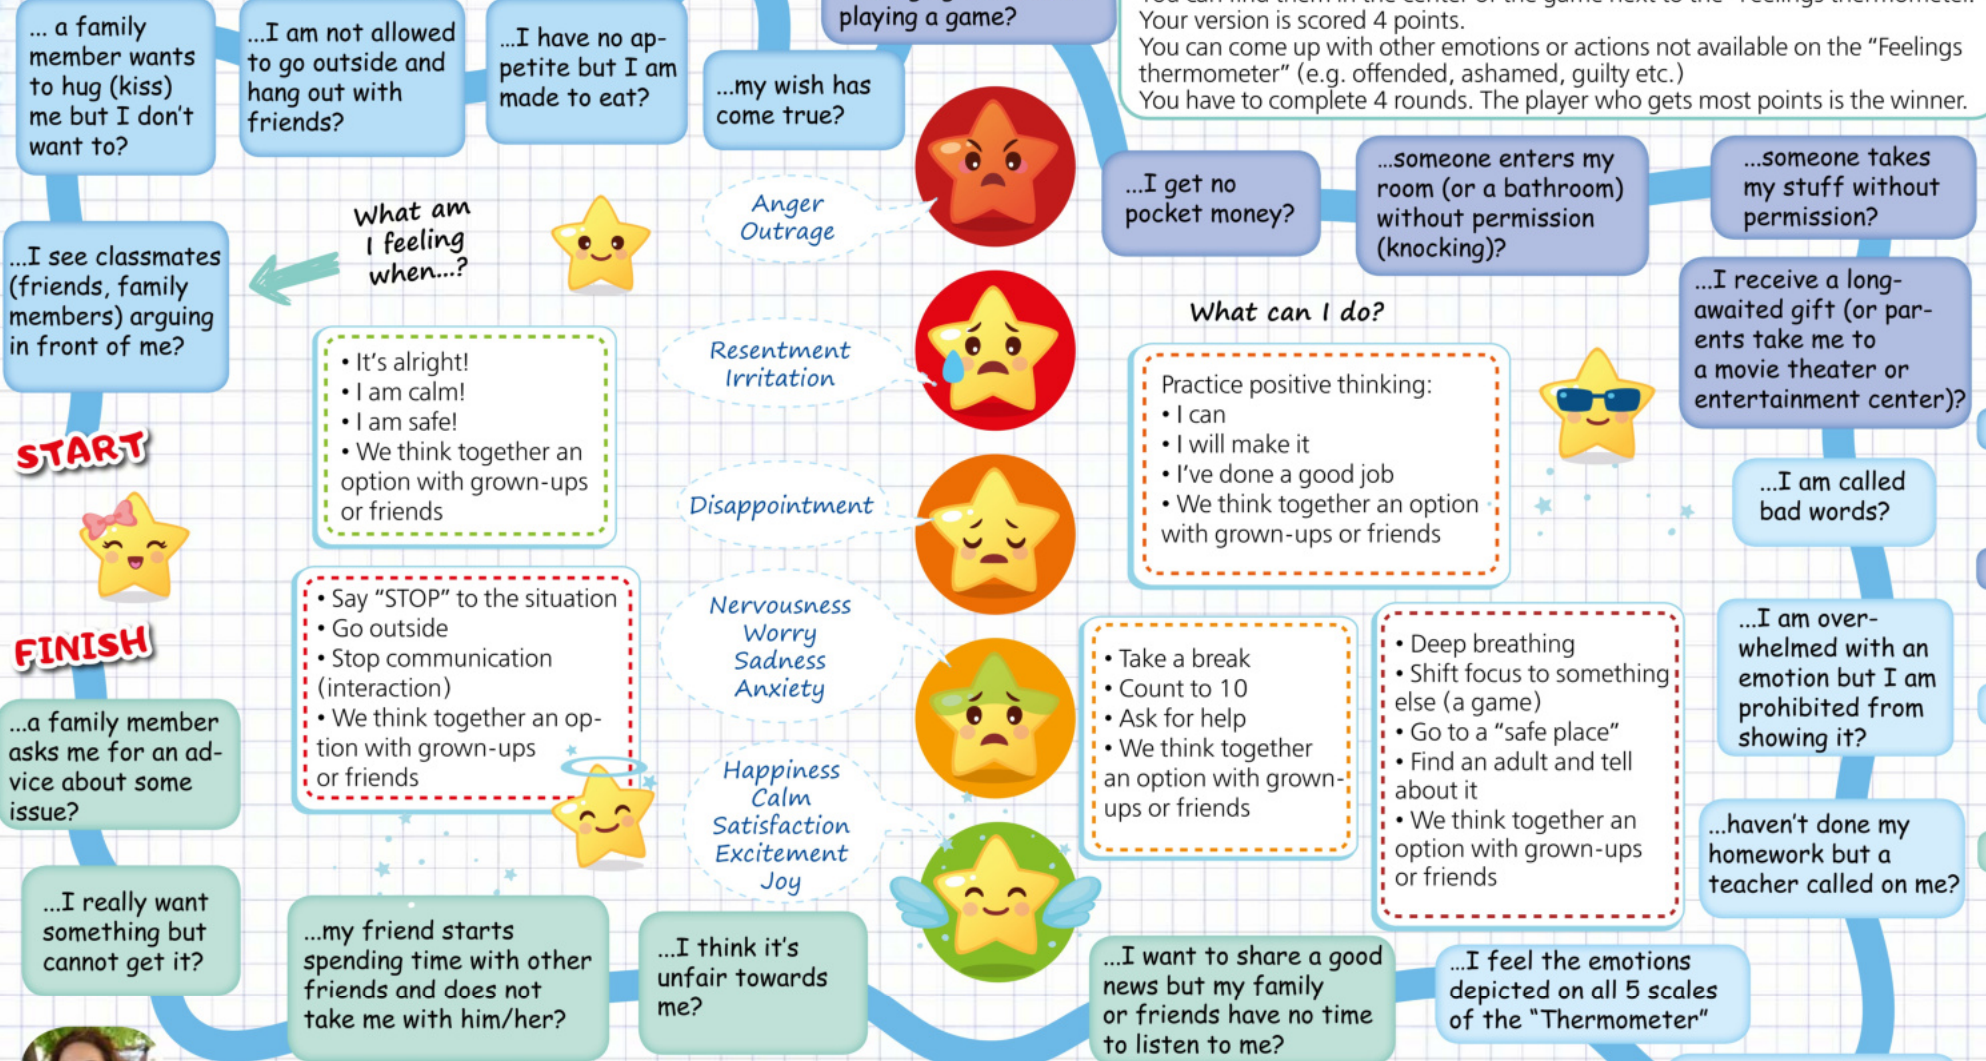 ... a family
member wants
to hug (kiss)
me but I don't
want to?
...I am not allowed
to go outside and
hang out with
friends?
...I have no ap-
petite but I am
made to eat?
...my wish has
come true?
playing a game?
Your version is scored 4 points.
You can come up with other emotions or actions not available on the “Feelings
thermometer” (e.g. offended, ashamed, guilty etc.)
You have to complete 4 rounds. The player who gets most points is the winner.
...I get no
pocket money?
...someone enters my
room (or a bathroom)
without permission
(knocking)?
...someone takes
my stuff without
permission?
...I receive a long-
awaited gift (or par-
ents take me to
a movie theater or
entertainment center)?
...I am called
bad words?
...I am over-
whelmed with an
emotion but I am
prohibited from
showing it?
...haven't done my
homework but a
teacher called on me?
...I feel the emotions
depicted on all 5 scales
of the “Thermometer”
...I want to share a good
news but my family
or friends have no time
to listen to me?
...I think it's
unfair towards
me?
...my friend starts
spending time with other
friends and does not
take me with him/her?
...I really want
something but
cannot get it?
...a family member
asks me for an ad-
vice about some
issue?
FINISH
START
...I see classmates
(friends, family
members) arguing
in front of me?
What am
I feeling
when...?
• It's alright!
• I am calm!
• I am safe!
• We think together an
option with grown-ups
or friends
• Say “STOP” to the situation
• Go outside
• Stop communication
(interaction)
• We think together an op-
tion with grown-ups
or friends
Anger
Outrage
Resentment
Irritation
Disappointment
Nervousness
Worry
Sadness
Anxiety
Happiness
Calm
Satisfaction
Excitement
Joy
What can I do?
Practice positive thinking:
• I can
• I will make it
• I've done a good job
• We think together an option
with grown-ups or friends
• Take a break
• Count to 10
• Ask for help
• We think together
an option with grown-
ups or friends
• Deep breathing
• Shift focus to something
else (a game)
• Go to a “safe place”
• Find an adult and tell
about it
• We think together an
option with grown-ups
or friends